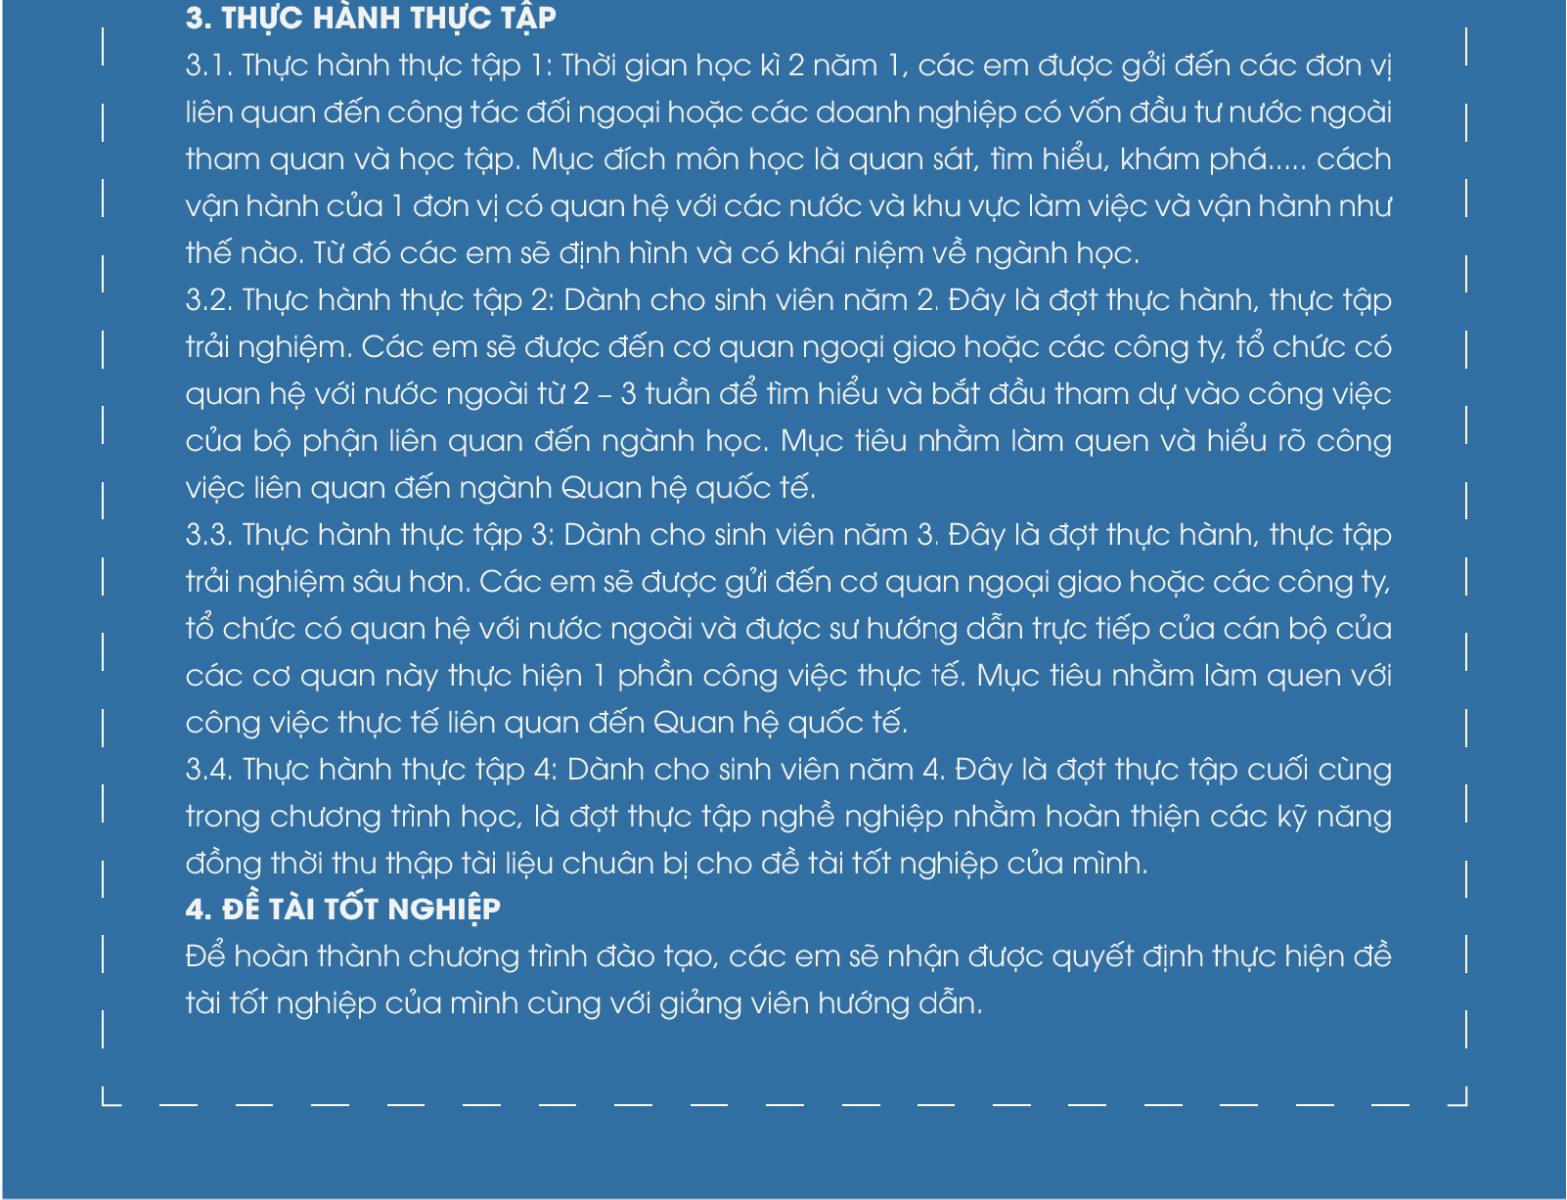 3. THỰC HÀNH THỰC TẬP
3.1. Thực hành thực tập 1: Thời gian học kì 2 năm 1, các em được gởi đến các đơn vị
liên quan đến công tác đối ngoại hoặc các doanh nghiệp có vốn đầu tư nước ngoài
tham quan và học tập. Mục đích môn học là quan sát, tìm hiểu, khám phá..... cách
vận hành của 1 đơn vị có quan hệ với các nước và khu vực làm việc và vận hành như
thế nào. Từ đó các em sẽ định hình và có khái niệm về ngành học.
3.2. Thực hành thực tập 2: Dành cho sinh viên năm 2. Đây là đợt thực hành, thực tập
trải nghiệm. Các em sẽ được đến cơ quan ngoại giao hoặc các công ty, tổ chức có
quan hệ với nước ngoài từ 2 – 3 tuần để tìm hiểu và bắt đầu tham dự vào công việc
của bộ phận liên quan đến ngành học. Mục tiêu nhằm làm quen và hiểu rõ công
việc liên quan đến ngành Quan hệ quốc tế.
3.3. Thực hành thực tập 3: Dành cho sinh viên năm 3. Đây là đợt thực hành, thực tập
trải nghiệm sâu hơn. Các em sẽ được gửi đến cơ quan ngoại giao hoặc các công ty,
tổ chức có quan hệ với nước ngoài và được sư hướng dẫn trực tiếp của cán bộ của
các cơ quan này thực hiện 1 phần công việc thực tế. Mục tiêu nhằm làm quen với
công việc thực tế liên quan đến Quan hệ quốc tế.
3.4. Thực hành thực tập 4: Dành cho sinh viên năm 4. Đây là đợt thực tập cuối cùng
trong chương trình học, là đợt thực tập nghề nghiệp nhằm hoàn thiện các kỹ năng
đồng thời thu thập tài liệu chuân bị cho đề tài tốt nghiệp của mình.
4. ĐỀ TÀI TỐT NGHIỆP
Để hoàn thành chương trình đào tạo, các em sẽ nhận được quyết định thực hiện đề
tài tốt nghiệp của mình cùng với giảng viên hướng dẫn.